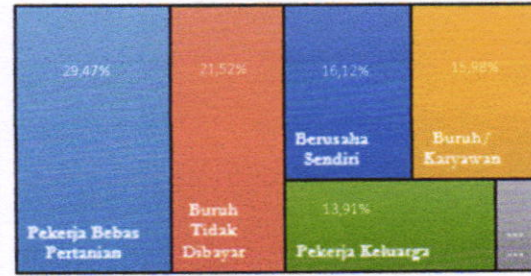 29,47%
Pekerja Bebas
Pertanian
21,52%
Buruh
Tidak
Dibayar
16,12%
Berusaha
Sendiri
15,98%
Buruh /
Karyawan
13,91%
Pekerja Keluarga
...
...